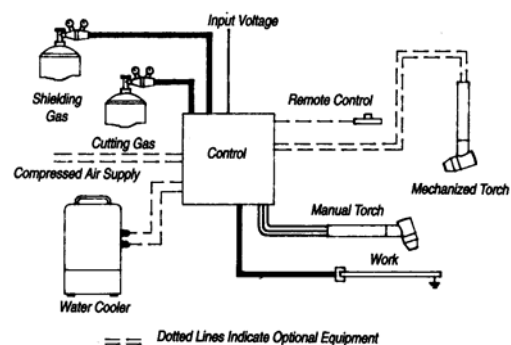 Input Voltage
Shielding
Gas
Remote Control
Cutting Gas
Control
Compressed Air Supply
Mechanized Torch
Manual Torch
Work
Water Cooler
Dotted Lines Indicate Optional Equipment